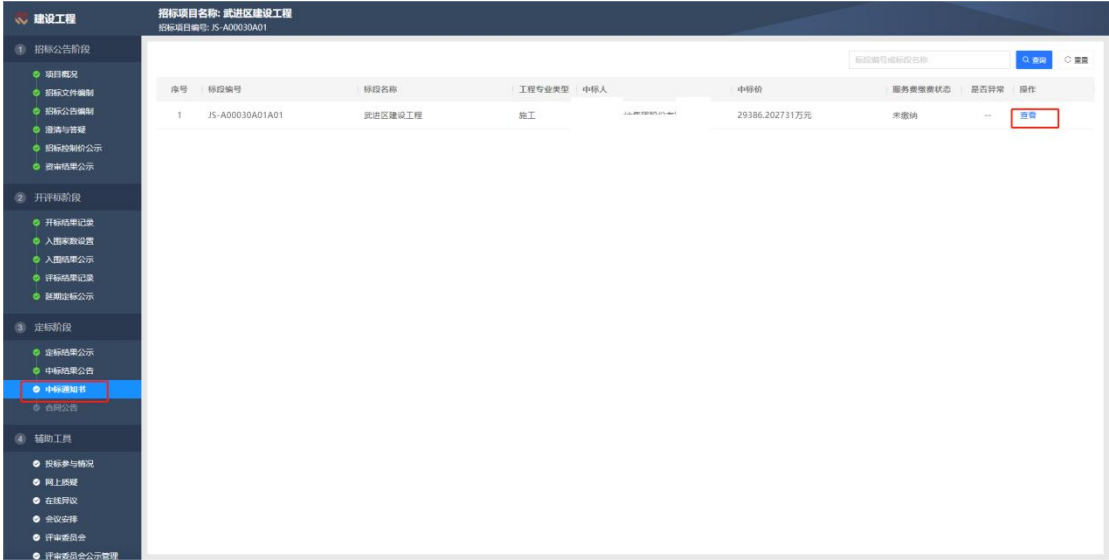 建设工程
招标项目名称: 武进区建设工程
招标项目编号: JS-A00030A01
1 招标公告阶段
项目概况
招标文件编制
招标公告编制
澄清与答疑
招标控制价公示
资审结果公示
2 开评标阶段
开标结果记录
入围家数设置
入围结果公示
评标结果记录
延期定标公示
3 定标阶段
定标结果公示
中标结果公告
中标通知书
合同公告
4 辅助工具
投标参与情况
网上质疑
在线异议
会议安排
评审委员会
评审委员会公示管理
标段编号或标段名称 查询 重置
序号 标段编号 标段名称 工程专业类型 中标人 中标价 服务费缴费状态 是否异常 操作
1 JS-A00030A01A01 武进区建设工程 施工 29386.202731万元 未缴纳 -- 查看